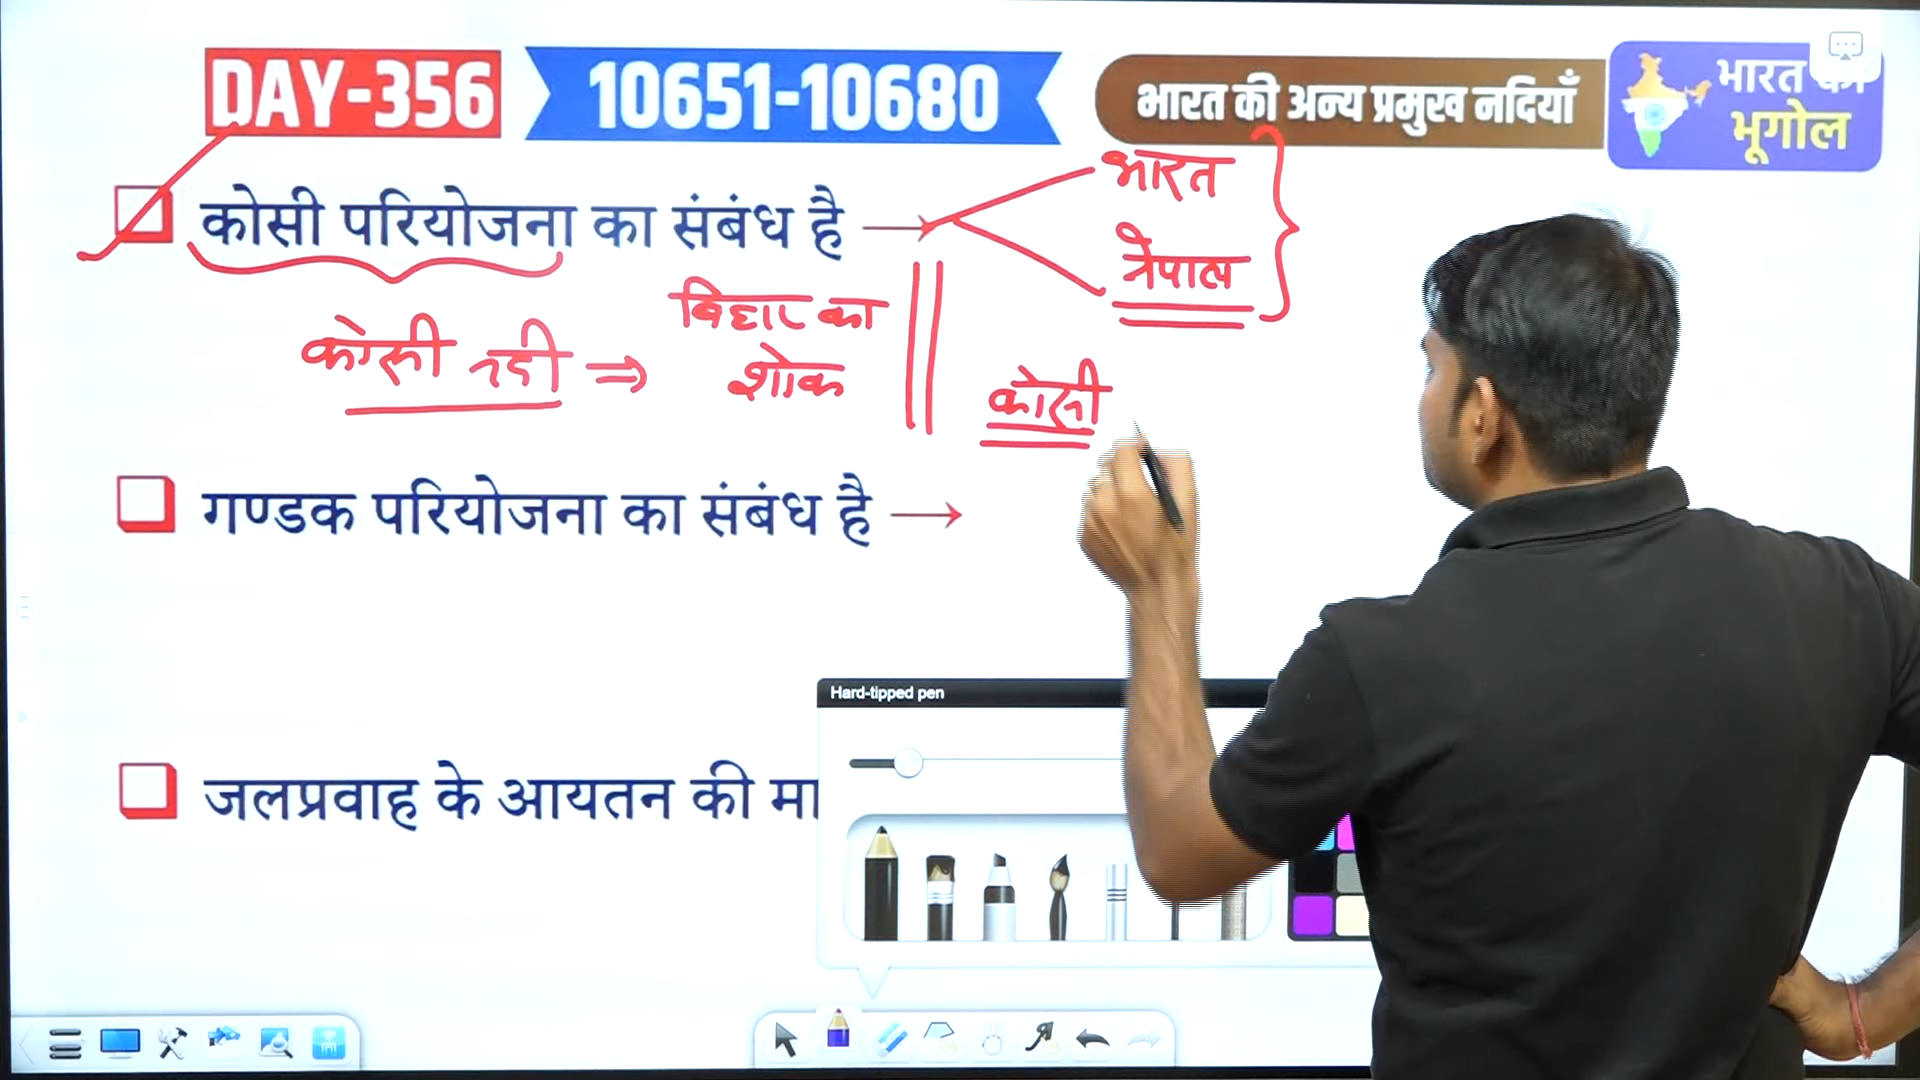 DAY-356
10651-10680
भारत की अन्य प्रमुख नदियाँ
भारत का
भूगोल
कोसी परियोजना का संबंध है →
भारत
नेपाल
कोसी नदी ⇒
बिहार का
शोक
कोसी
गण्डक परियोजना का संबंध है →
Hard-tipped pen
जलप्रवाह के आयतन की मा